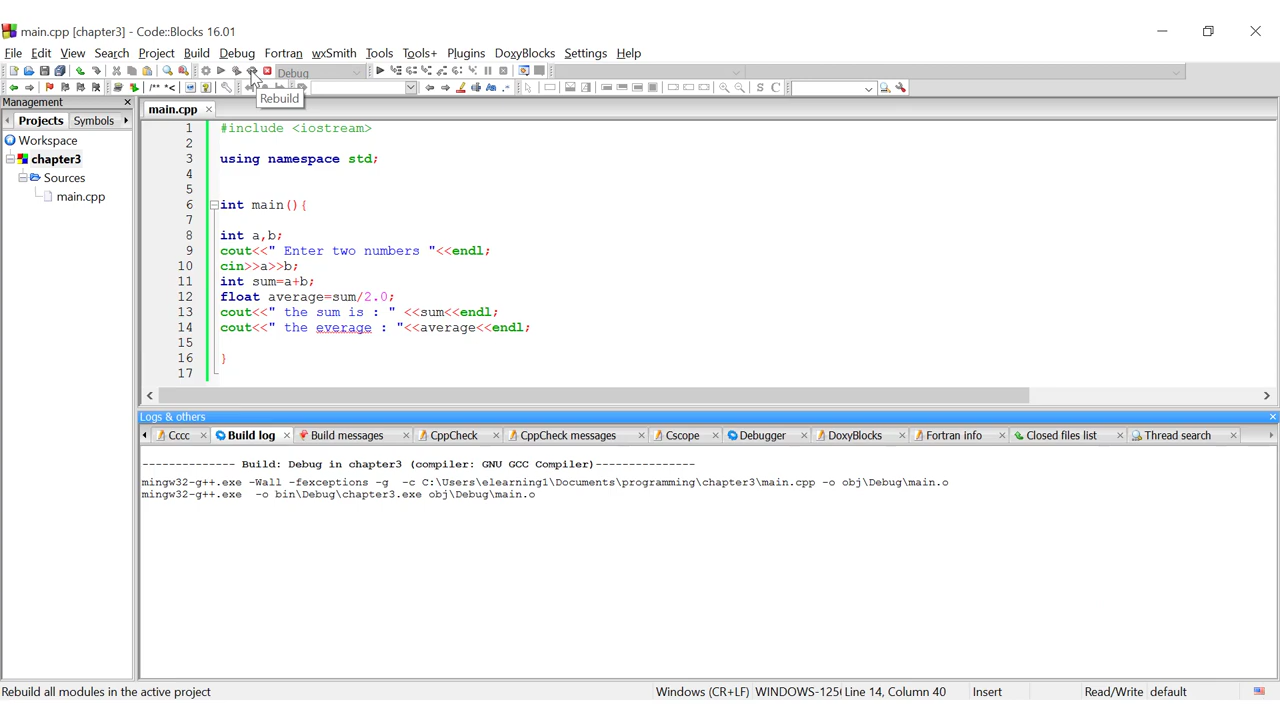 main.cpp [chapter3] - Code::Blocks 16.01
File Edit View Search Project Build Debug Fortran wxSmith Tools Tools+ Plugins DoxyBlocks Settings Help
Debug
Rebuild
Management
main.cpp
Projects Symbols
Workspace
chapter3
Sources
main.cpp
1 #include <iostream>
2
3 using namespace std;
4
5
6 int main(){
7
8 int a,b;
9 cout<<" Enter two numbers "<<endl;
10 cin>>a>>b;
11 int sum=a+b;
12 float average=sum/2.0;
13 cout<<" the sum is : " <<sum<<endl;
14 cout<<" the everage : "<<average<<endl;
15
16 }
17
Logs & others
Cccc Build log Build messages CppCheck CppCheck messages Cscope Debugger DoxyBlocks Fortran info Closed files list Thread search
-------------- Build: Debug in chapter3 (compiler: GNU GCC Compiler)---------------
mingw32-g++.exe -Wall -fexceptions -g -c C:\Users\elearning1\Documents\programming\chapter3\main.cpp -o obj\Debug\main.o
mingw32-g++.exe -o bin\Debug\chapter3.exe obj\Debug\main.o
Rebuild all modules in the active project Windows (CR+LF) WINDOWS-125 Line 14, Column 40 Insert Read/Write default